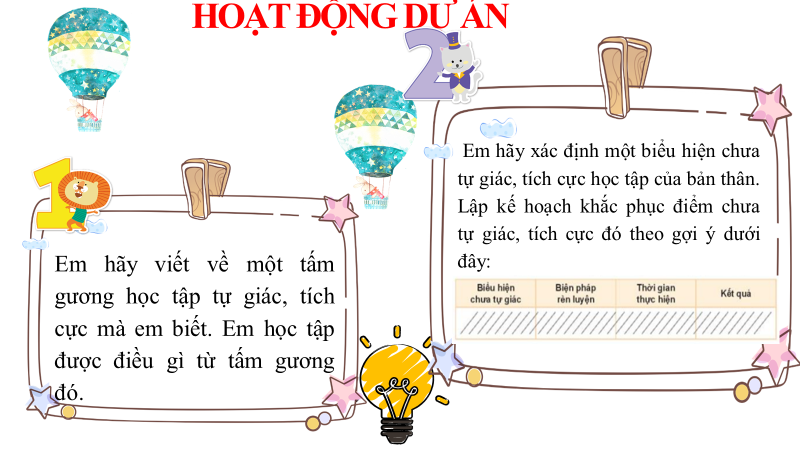 HOẠT ĐỘNG DỰ ÁN
1
Em hãy viết về một tấm
gương học tập tự giác, tích
cực mà em biết. Em học tập
được điều gì từ tấm gương
đó.
2
Em hãy xác định một biểu hiện chưa
tự giác, tích cực học tập của bản thân.
Lập kế hoạch khắc phục điểm chưa
tự giác, tích cực đó theo gợi ý dưới
đây:
Biểu hiện chưa tự giác
Biện pháp rèn luyện
Thời gian thực hiện
Kết quả